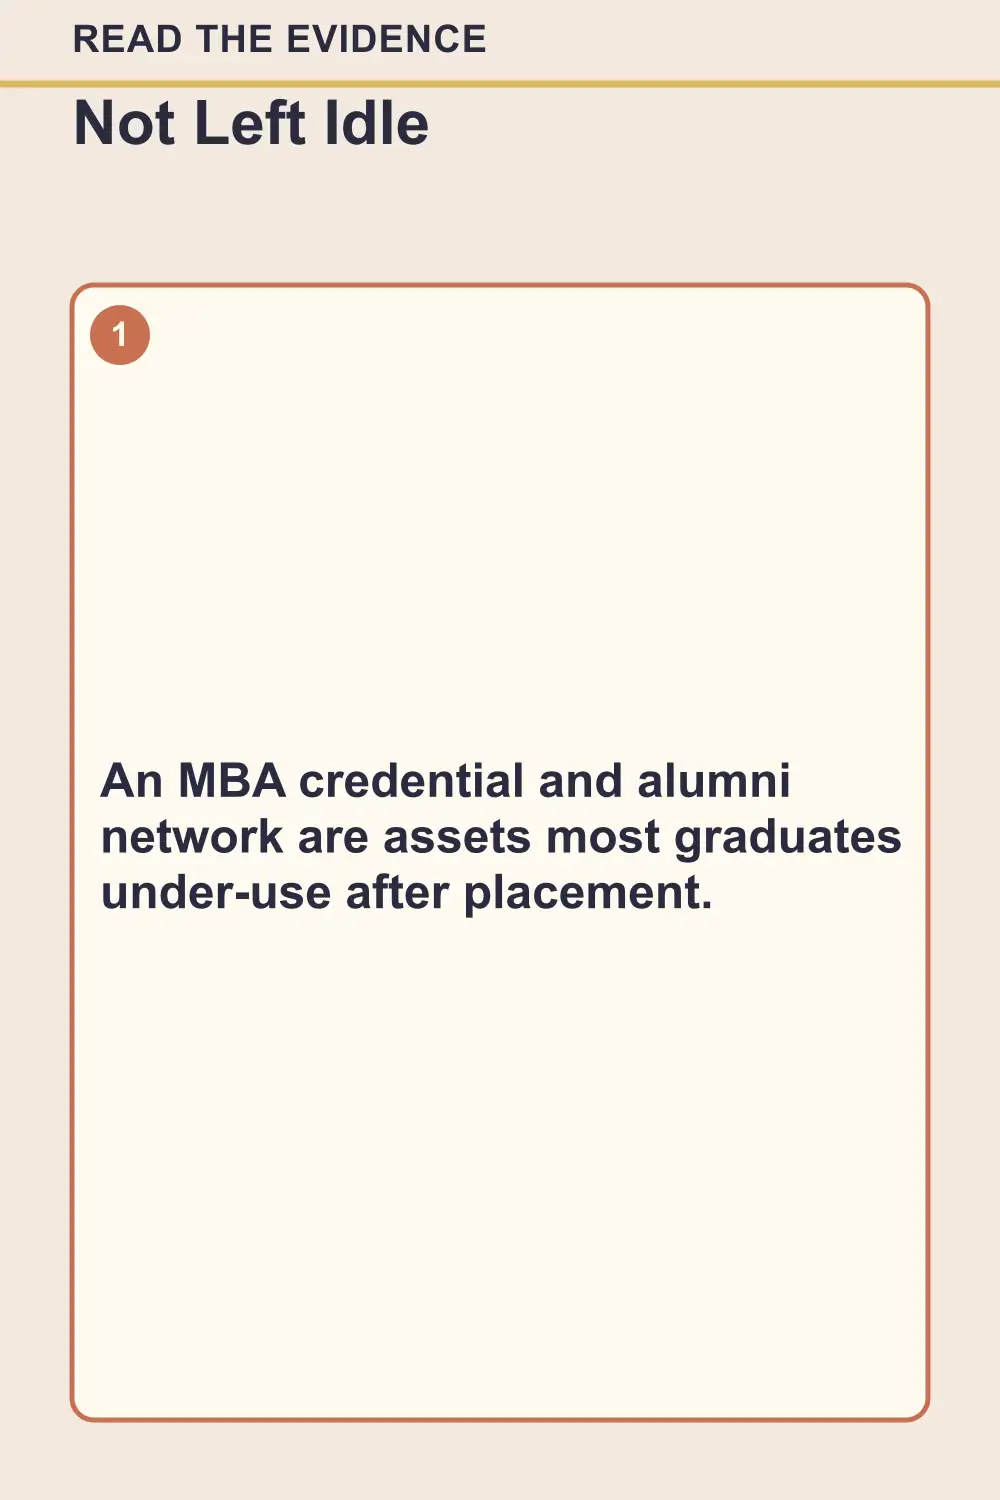 READ THE EVIDENCE
Not Left Idle
1
An MBA credential and alumni
network are assets most graduates
under-use after placement.